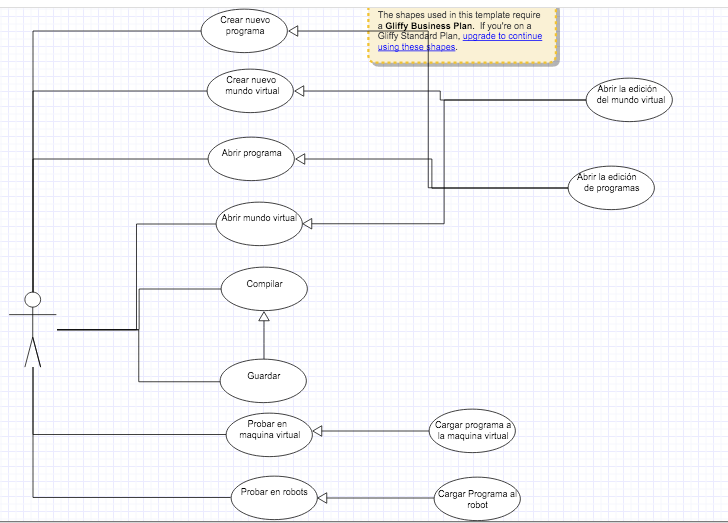 Crear nuevo
programa
The shapes used in this template require
a Gliffy Business Plan. If you're on a
Gliffy Standard Plan, upgrade to continue
using these shapes.
Crear nuevo
mundo virtual
Abrir la edición
del mundo virtual
Abrir programa
Abrir la edición
de programas
Abrir mundo virtual
Compilar
Guardar
Probar en
maquina virtual
Cargar programa a
la maquina virtual
Probar en robots
Cargar Programa al
robot